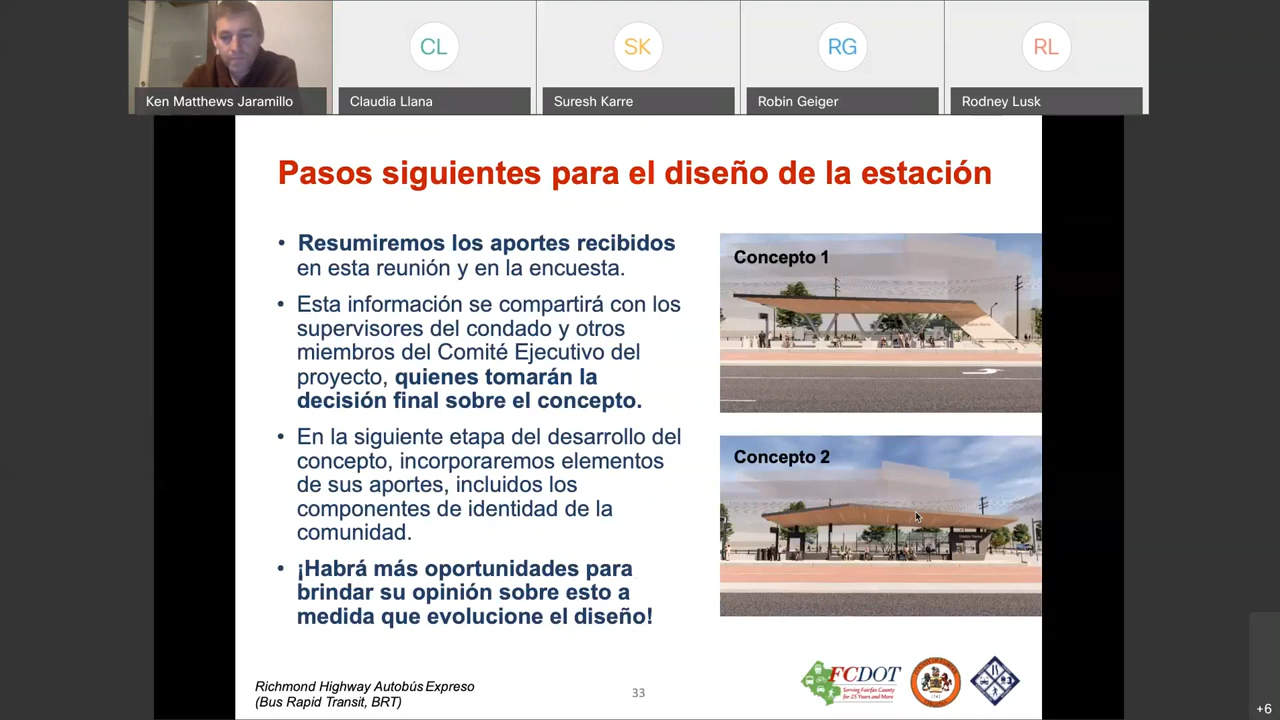 CL
SK
RG
RL
Ken Matthews Jaramillo
Claudia Llana
Suresh Karre
Robin Geiger
Rodney Lusk
Pasos siguientes para el diseño de la estación
• Resumiremos los aportes recibidos
en esta reunión y en la encuesta.
• Esta información se compartirá con los
supervisores del condado y otros
miembros del Comité Ejecutivo del
proyecto, quienes tomarán la
decisión final sobre el concepto.
• En la siguiente etapa del desarrollo del
concepto, incorporaremos elementos
de sus aportes, incluidos los
componentes de identidad de la
comunidad.
• ¡Habrá más oportunidades para
brindar su opinión sobre esto a
medida que evolucione el diseño!
Concepto 1
Concepto 2
Richmond Highway Autobús Expreso
(Bus Rapid Transit, BRT)
33
FCDOT
Serving Fairfax County
for 25 Years and More
+6